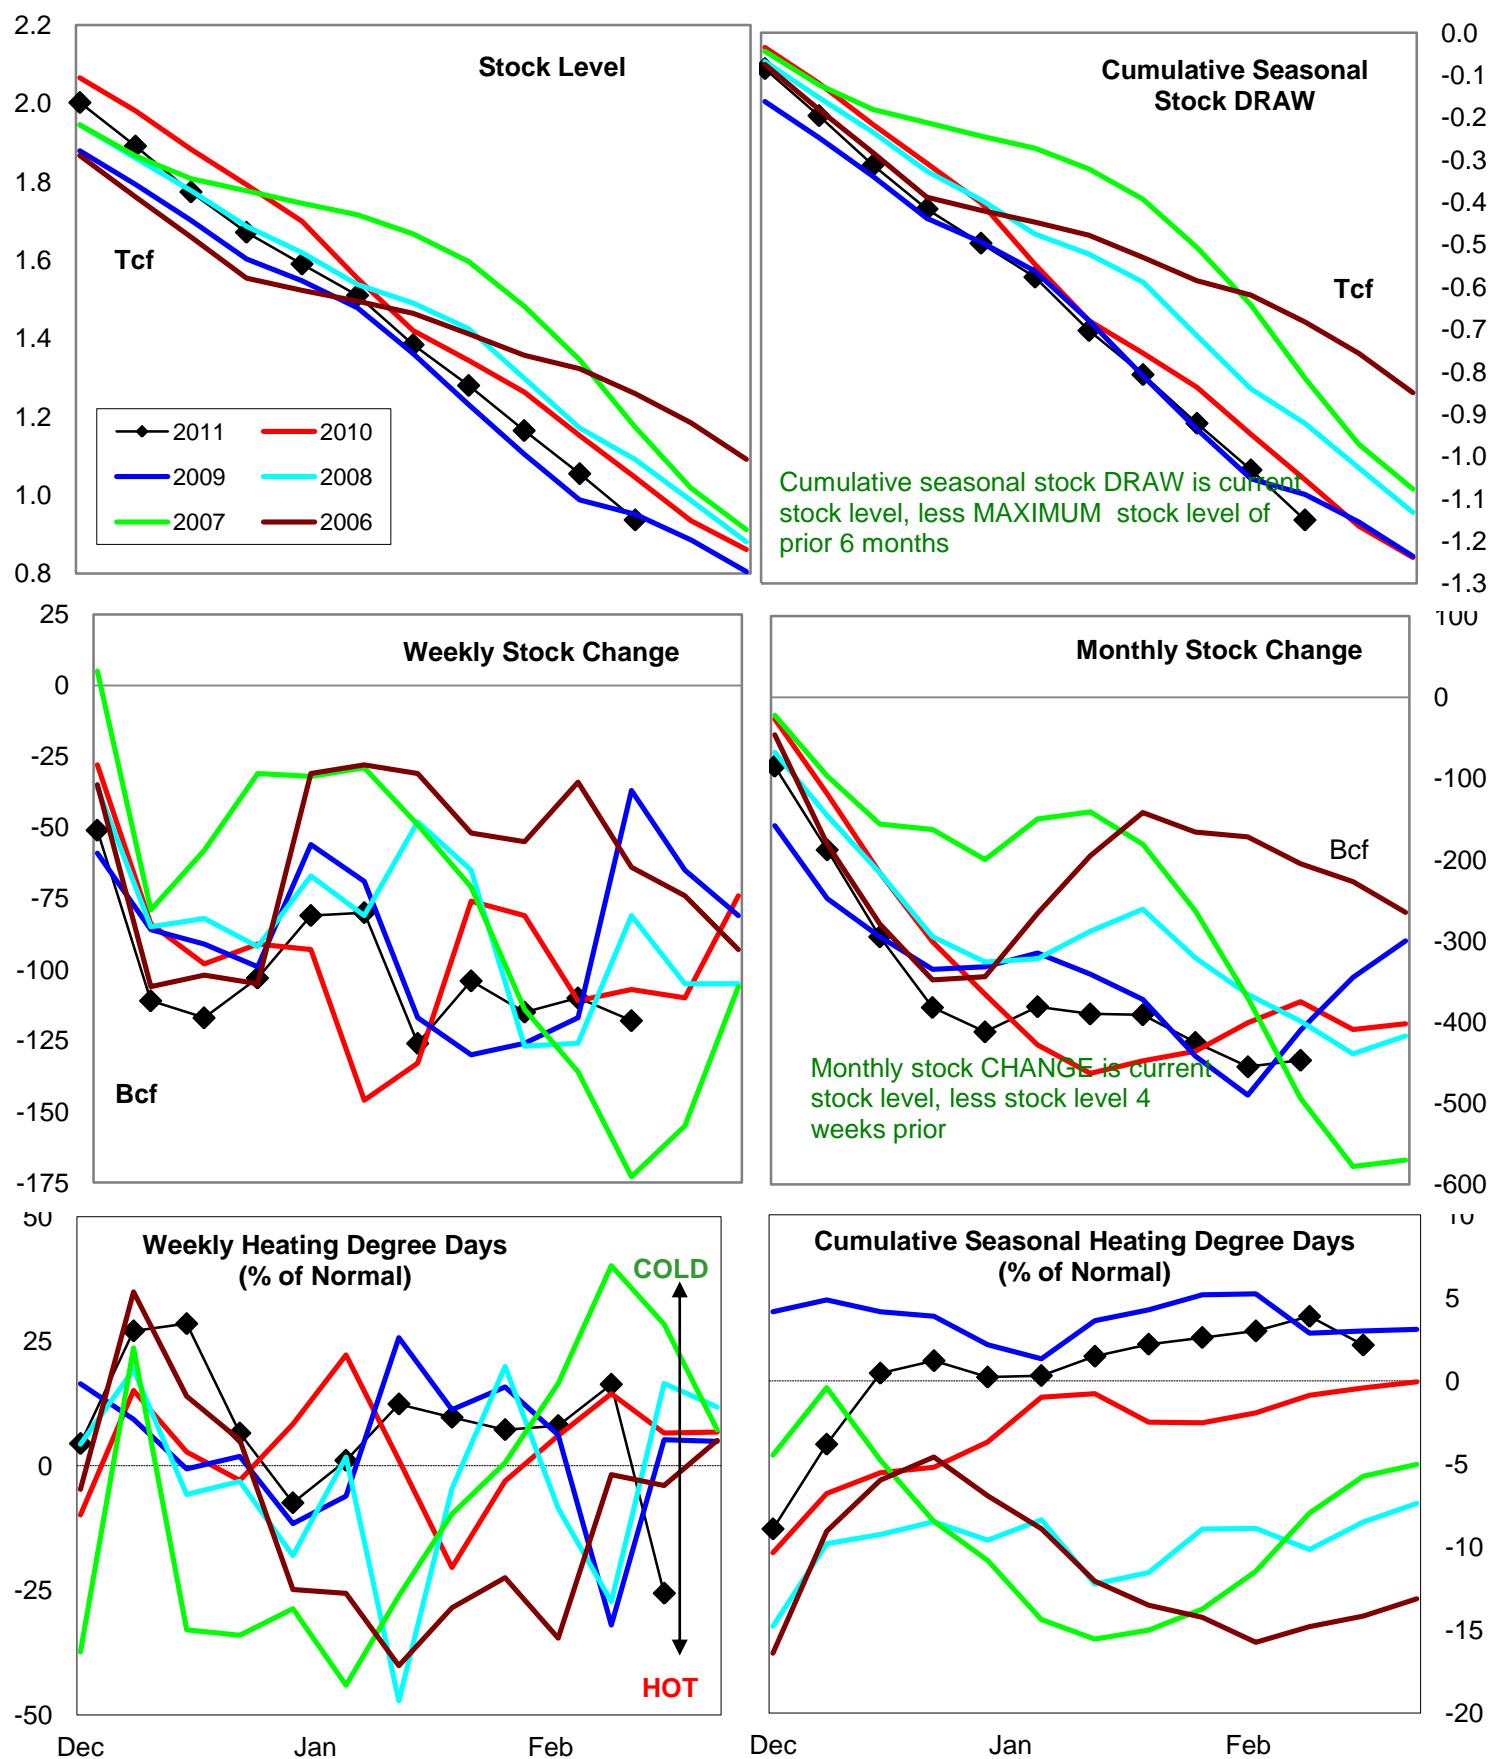 Stock Level
2.2
2.0
1.8
1.6
1.4
1.2
1.0
0.8
Tcf
2011
2010
2009
2008
2007
2006
Cumulative Seasonal
Stock DRAW
0.0
-0.1
-0.2
-0.3
-0.4
-0.5
-0.6
-0.7
-0.8
-0.9
-1.0
-1.1
-1.2
-1.3
Tcf
Cumulative seasonal stock DRAW is current
stock level, less MAXIMUM stock level of
prior 6 months
Weekly Stock Change
25
0
-25
-50
-75
-100
-125
-150
-175
Bcf
Monthly Stock Change
100
0
-100
-200
-300
-400
-500
-600
Bcf
Monthly stock CHANGE is current
stock level, less stock level 4
weeks prior
Weekly Heating Degree Days
(% of Normal)
50
25
0
-25
-50
COLD
HOT
Dec
Jan
Feb
Cumulative Seasonal Heating Degree Days
(% of Normal)
10
5
0
-5
-10
-15
-20
Dec
Jan
Feb